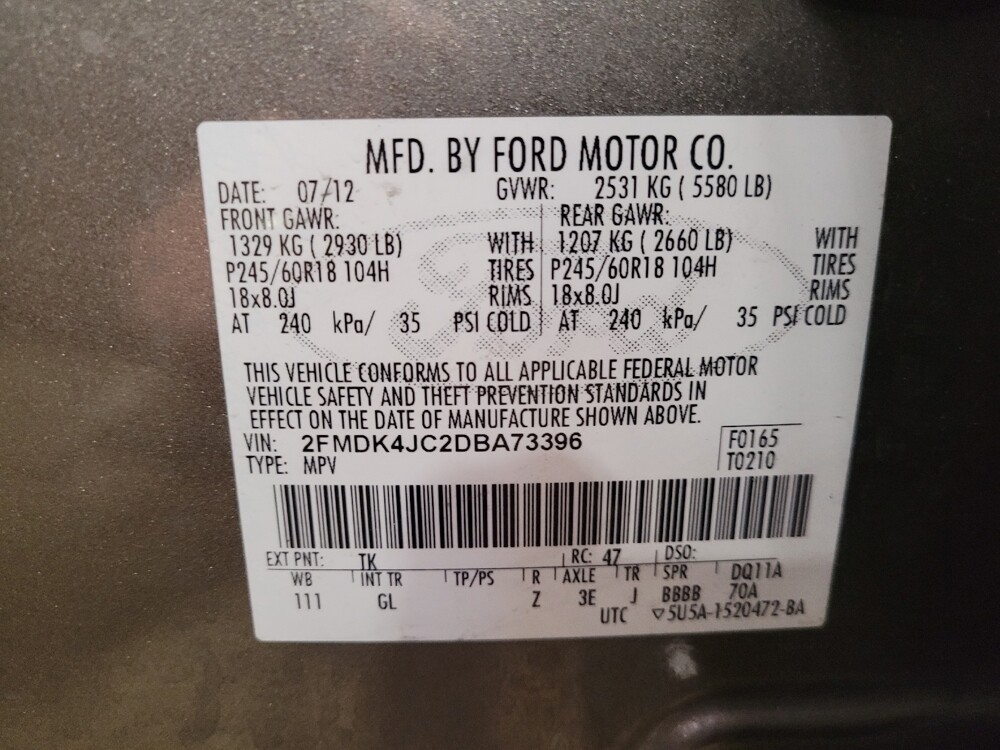 MFD. BY FORD MOTOR CO.
DATE: 07/12 GVWR: 2531 KG ( 5580 LB)
FRONT GAWR: REAR GAWR:
1329 KG ( 2930 LB) WITH 1207 KG ( 2660 LB) WITH
P245/60R18 104H TIRES P245/60R18 104H TIRES
18x8.0J RIMS 18x8.0J RIMS
AT 240 kPa/ 35 PSI COLD AT 240 kPa/ 35 PSI COLD
THIS VEHICLE CONFORMS TO ALL APPLICABLE FEDERAL MOTOR
VEHICLE SAFETY AND THEFT PREVENTION STANDARDS IN
EFFECT ON THE DATE OF MANUFACTURE SHOWN ABOVE.
VIN: 2FMDK4JC2DBA73396 F0165
TYPE: MPV T0210
EXT PNT: TK RC: 47 DSO:
WB INT TR TP/PS R AXLE TR SPR DQ11A
111 GL Z 3E J BBBB 70A
UTC ▽5U5A-1520472-BA